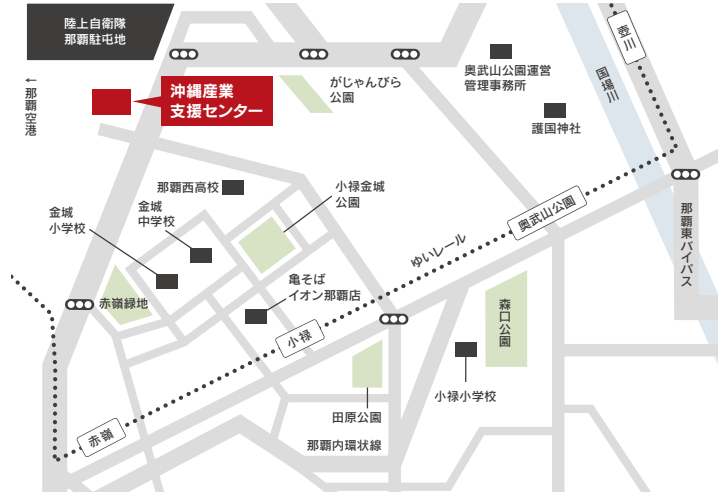 陸上自衛隊
那覇駐屯地
←那覇空港
沖縄産業
支援センター
がじゃんびら
公園
奥武山公園運営
管理事務所
護国神社
国場川
壺川
那覇西高校
小禄金城
公園
金城
中学校
金城
小学校
赤嶺緑地
亀そば
イオン那覇店
ゆいレール
奥武山公園
那覇東バイパス
小禄
森口公園
小禄小学校
田原公園
赤嶺
那覇内環状線